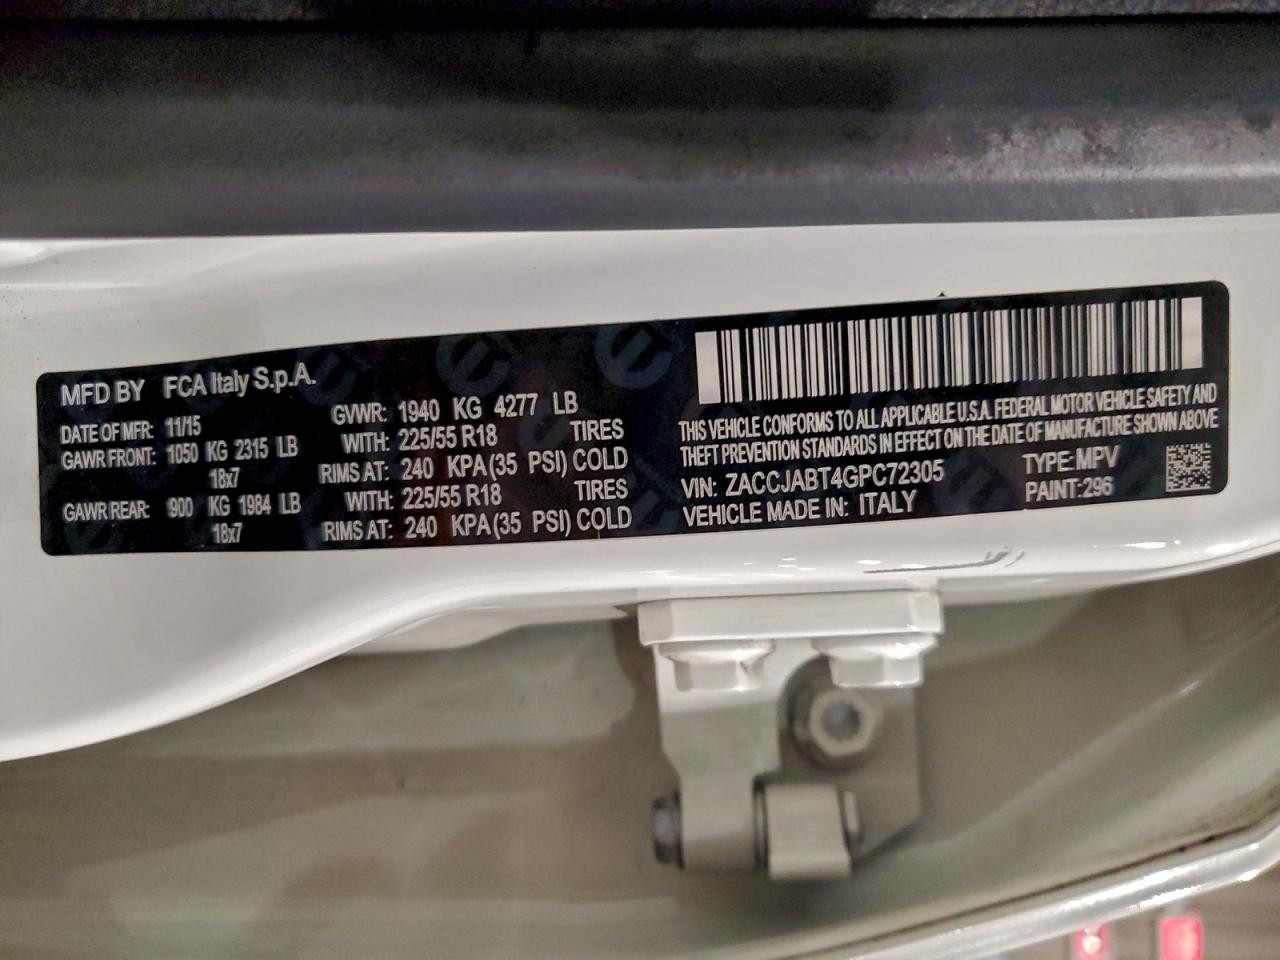 MFD BY FCA Italy S.p.A.
DATE OF MFR: 11/15 GVWR: 1940 KG 4277 LB
GAWR FRONT: 1050 KG 2315 LB WITH: 225/55 R18 TIRES
18x7 RIMS AT: 240 KPA (35 PSI) COLD
GAWR REAR: 900 KG 1984 LB WITH: 225/55 R18 TIRES
18x7 RIMS AT: 240 KPA (35 PSI) COLD
THIS VEHICLE CONFORMS TO ALL APPLICABLE U.S.A. FEDERAL MOTOR VEHICLE SAFETY AND
THEFT PREVENTION STANDARDS IN EFFECT ON THE DATE OF MANUFACTURE SHOWN ABOVE
VIN: ZACCJABT4GPC72305 TYPE: MPV
VEHICLE MADE IN: ITALY PAINT: 296